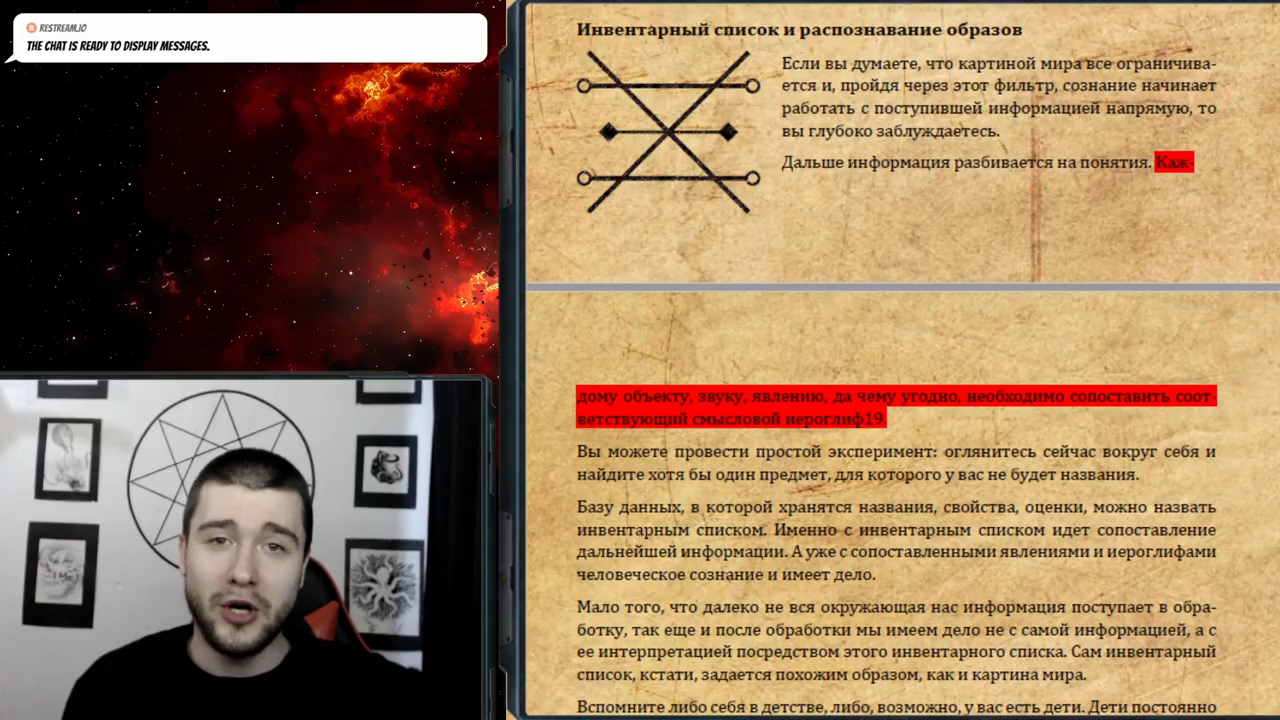 RESTREAM.IO
THE CHAT IS READY TO DISPLAY MESSAGES.
Инвентарный список и распознавание образов
Если вы думаете, что картиной мира все ограничива-
ется и, пройдя через этот фильтр, сознание начинает
работать с поступившей информацией напрямую, то
вы глубоко заблуждаетесь.
Дальше информация разбивается на понятия. Каж-
дому объекту, звуку, явлению, да чему угодно, необходимо сопоставить соот-
ветствующий смысловой иероглиф19.
Вы можете провести простой эксперимент: оглянитесь сейчас вокруг себя и
найдите хотя бы один предмет, для которого у вас не будет названия.
Базу данных, в которой хранятся названия, свойства, оценки, можно назвать
инвентарным списком. Именно с инвентарным списком идет сопоставление
дальнейшей информации. А уже с сопоставленными явлениями и иероглифами
человеческое сознание и имеет дело.
Мало того, что далеко не вся окружающая нас информация поступает в обра-
ботку, так еще и после обработки мы имеем дело не с самой информацией, а с
ее интерпретацией посредством этого инвентарного списка. Сам инвентарный
список, кстати, задается похожим образом, как и картина мира.
Вспомните либо себя в детстве, либо, возможно, у вас есть дети. Дети постоянно